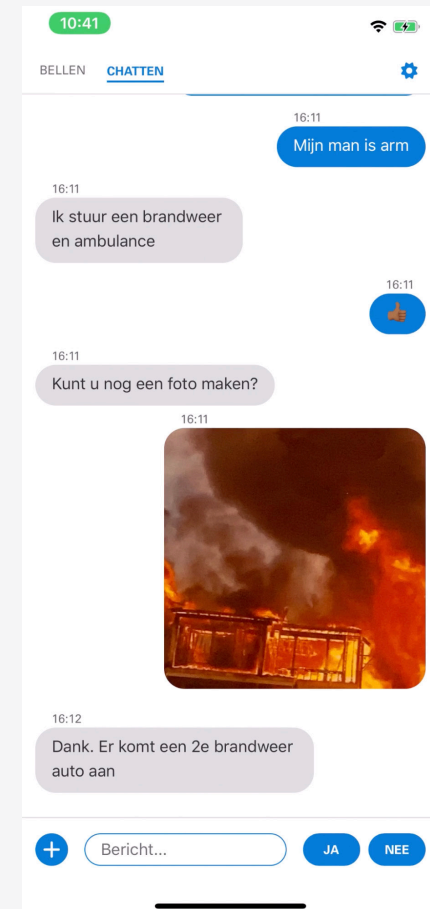 10:41
BELLEN CHATTEN
16:11
Mijn man is arm
16:11
Ik stuur een brandweer
en ambulance
16:11
👍🏾
16:11
Kunt u nog een foto maken?
16:11
16:12
Dank. Er komt een 2e brandweer
auto aan
Bericht... JA NEE